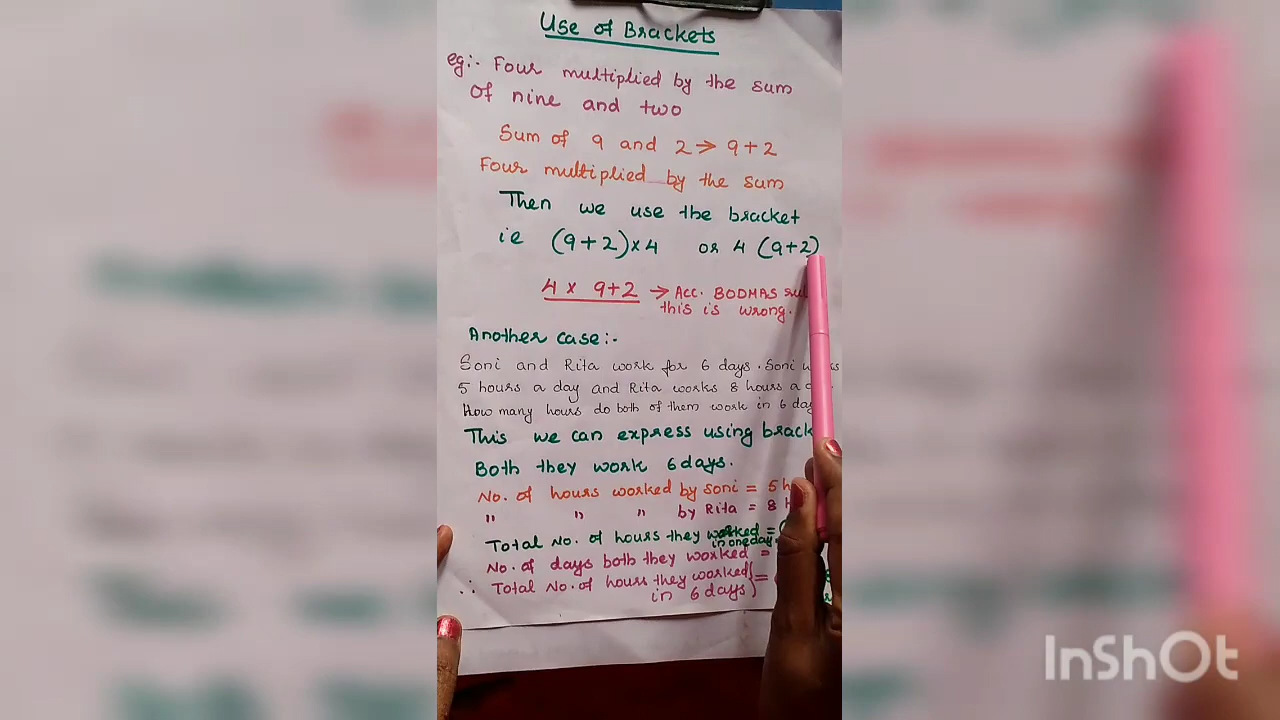 Use of Brackets
eg:- Four multiplied by the sum
of nine and two
Sum of 9 and 2 → 9+2
Four multiplied by the sum
Then we use the bracket
ie (9+2)×4 or 4 (9+2)
4 × 9+2 → Acc. BODMAS
this is wrong.
Another case:-
Soni and Rita work for 6 days. Soni
5 hours a day and Rita works 8 hours a
How many hours do both of them work in 6
This we can express using
Both they work 6 days.
No. of hours worked by Soni = 5
" " " by Rita = 8
Total No. of hours they worked =
in one day
No. of days both they worked =
∴ Total No. of hours they worked =
in 6 days
InShOt